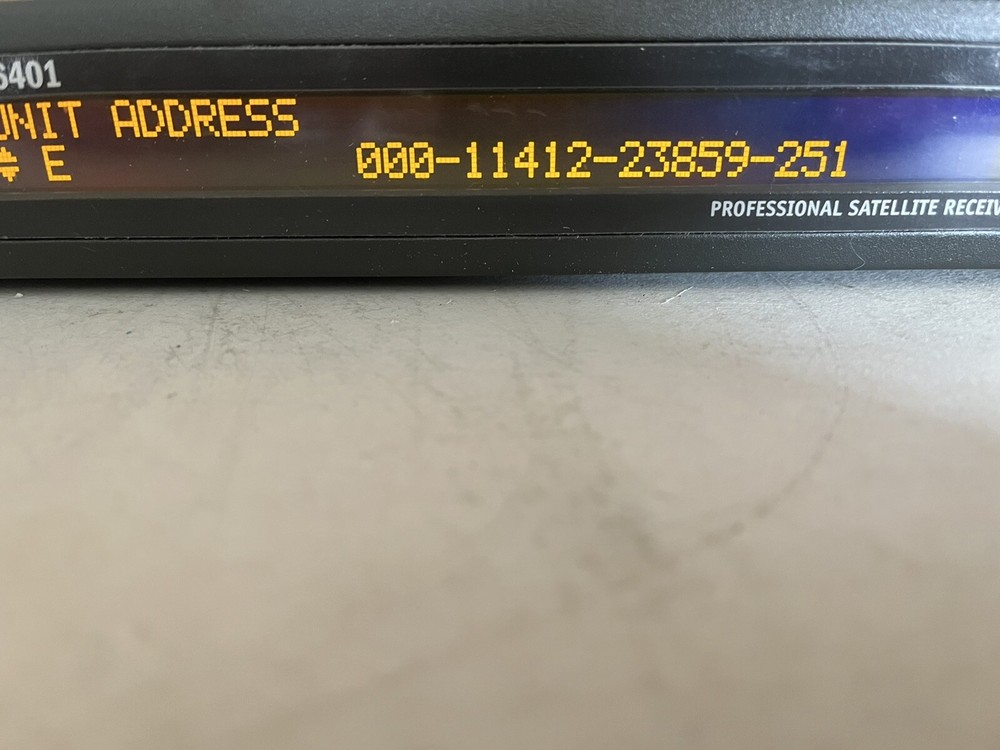 6401
UNIT ADDRESS
E 000-11412-23859-251
PROFESSIONAL SATELLITE RECEIV